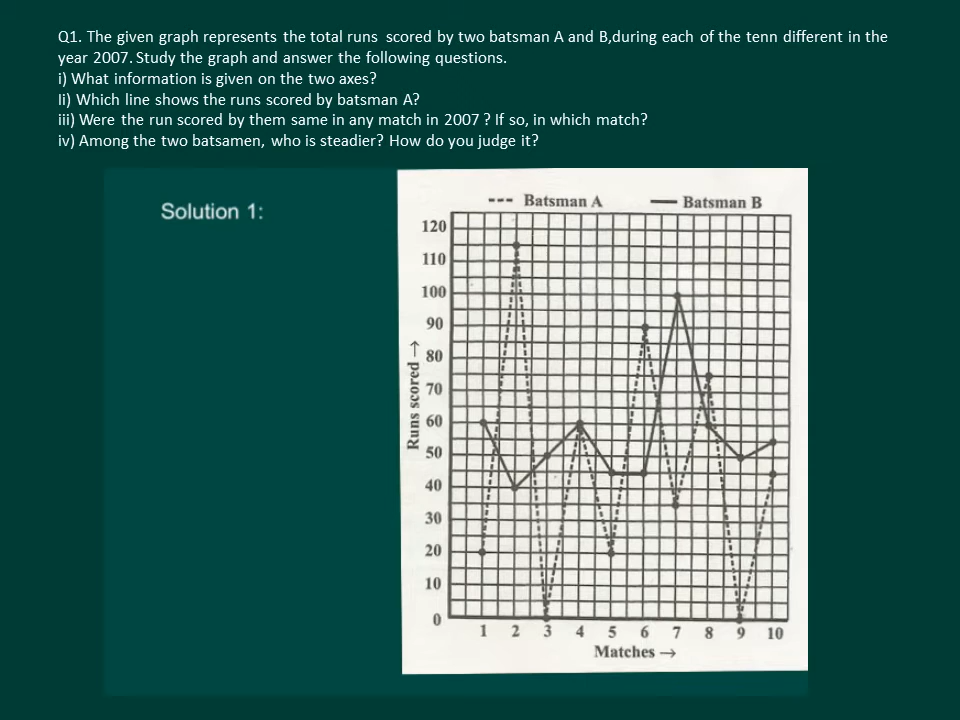 Q1. The given graph represents the total runs scored by two batsman A and B,during each of the tenn different in the
year 2007. Study the graph and answer the following questions.
i) What information is given on the two axes?
Ii) Which line shows the runs scored by batsman A?
iii) Were the run scored by them same in any match in 2007 ? If so, in which match?
iv) Among the two batsamen, who is steadier? How do you judge it?
Solution 1:
Batsman A
Batsman B
120
110
100
90
80
70
60
50
40
30
20
10
0
Runs scored →
1 2 3 4 5 6 7 8 9 10
Matches →